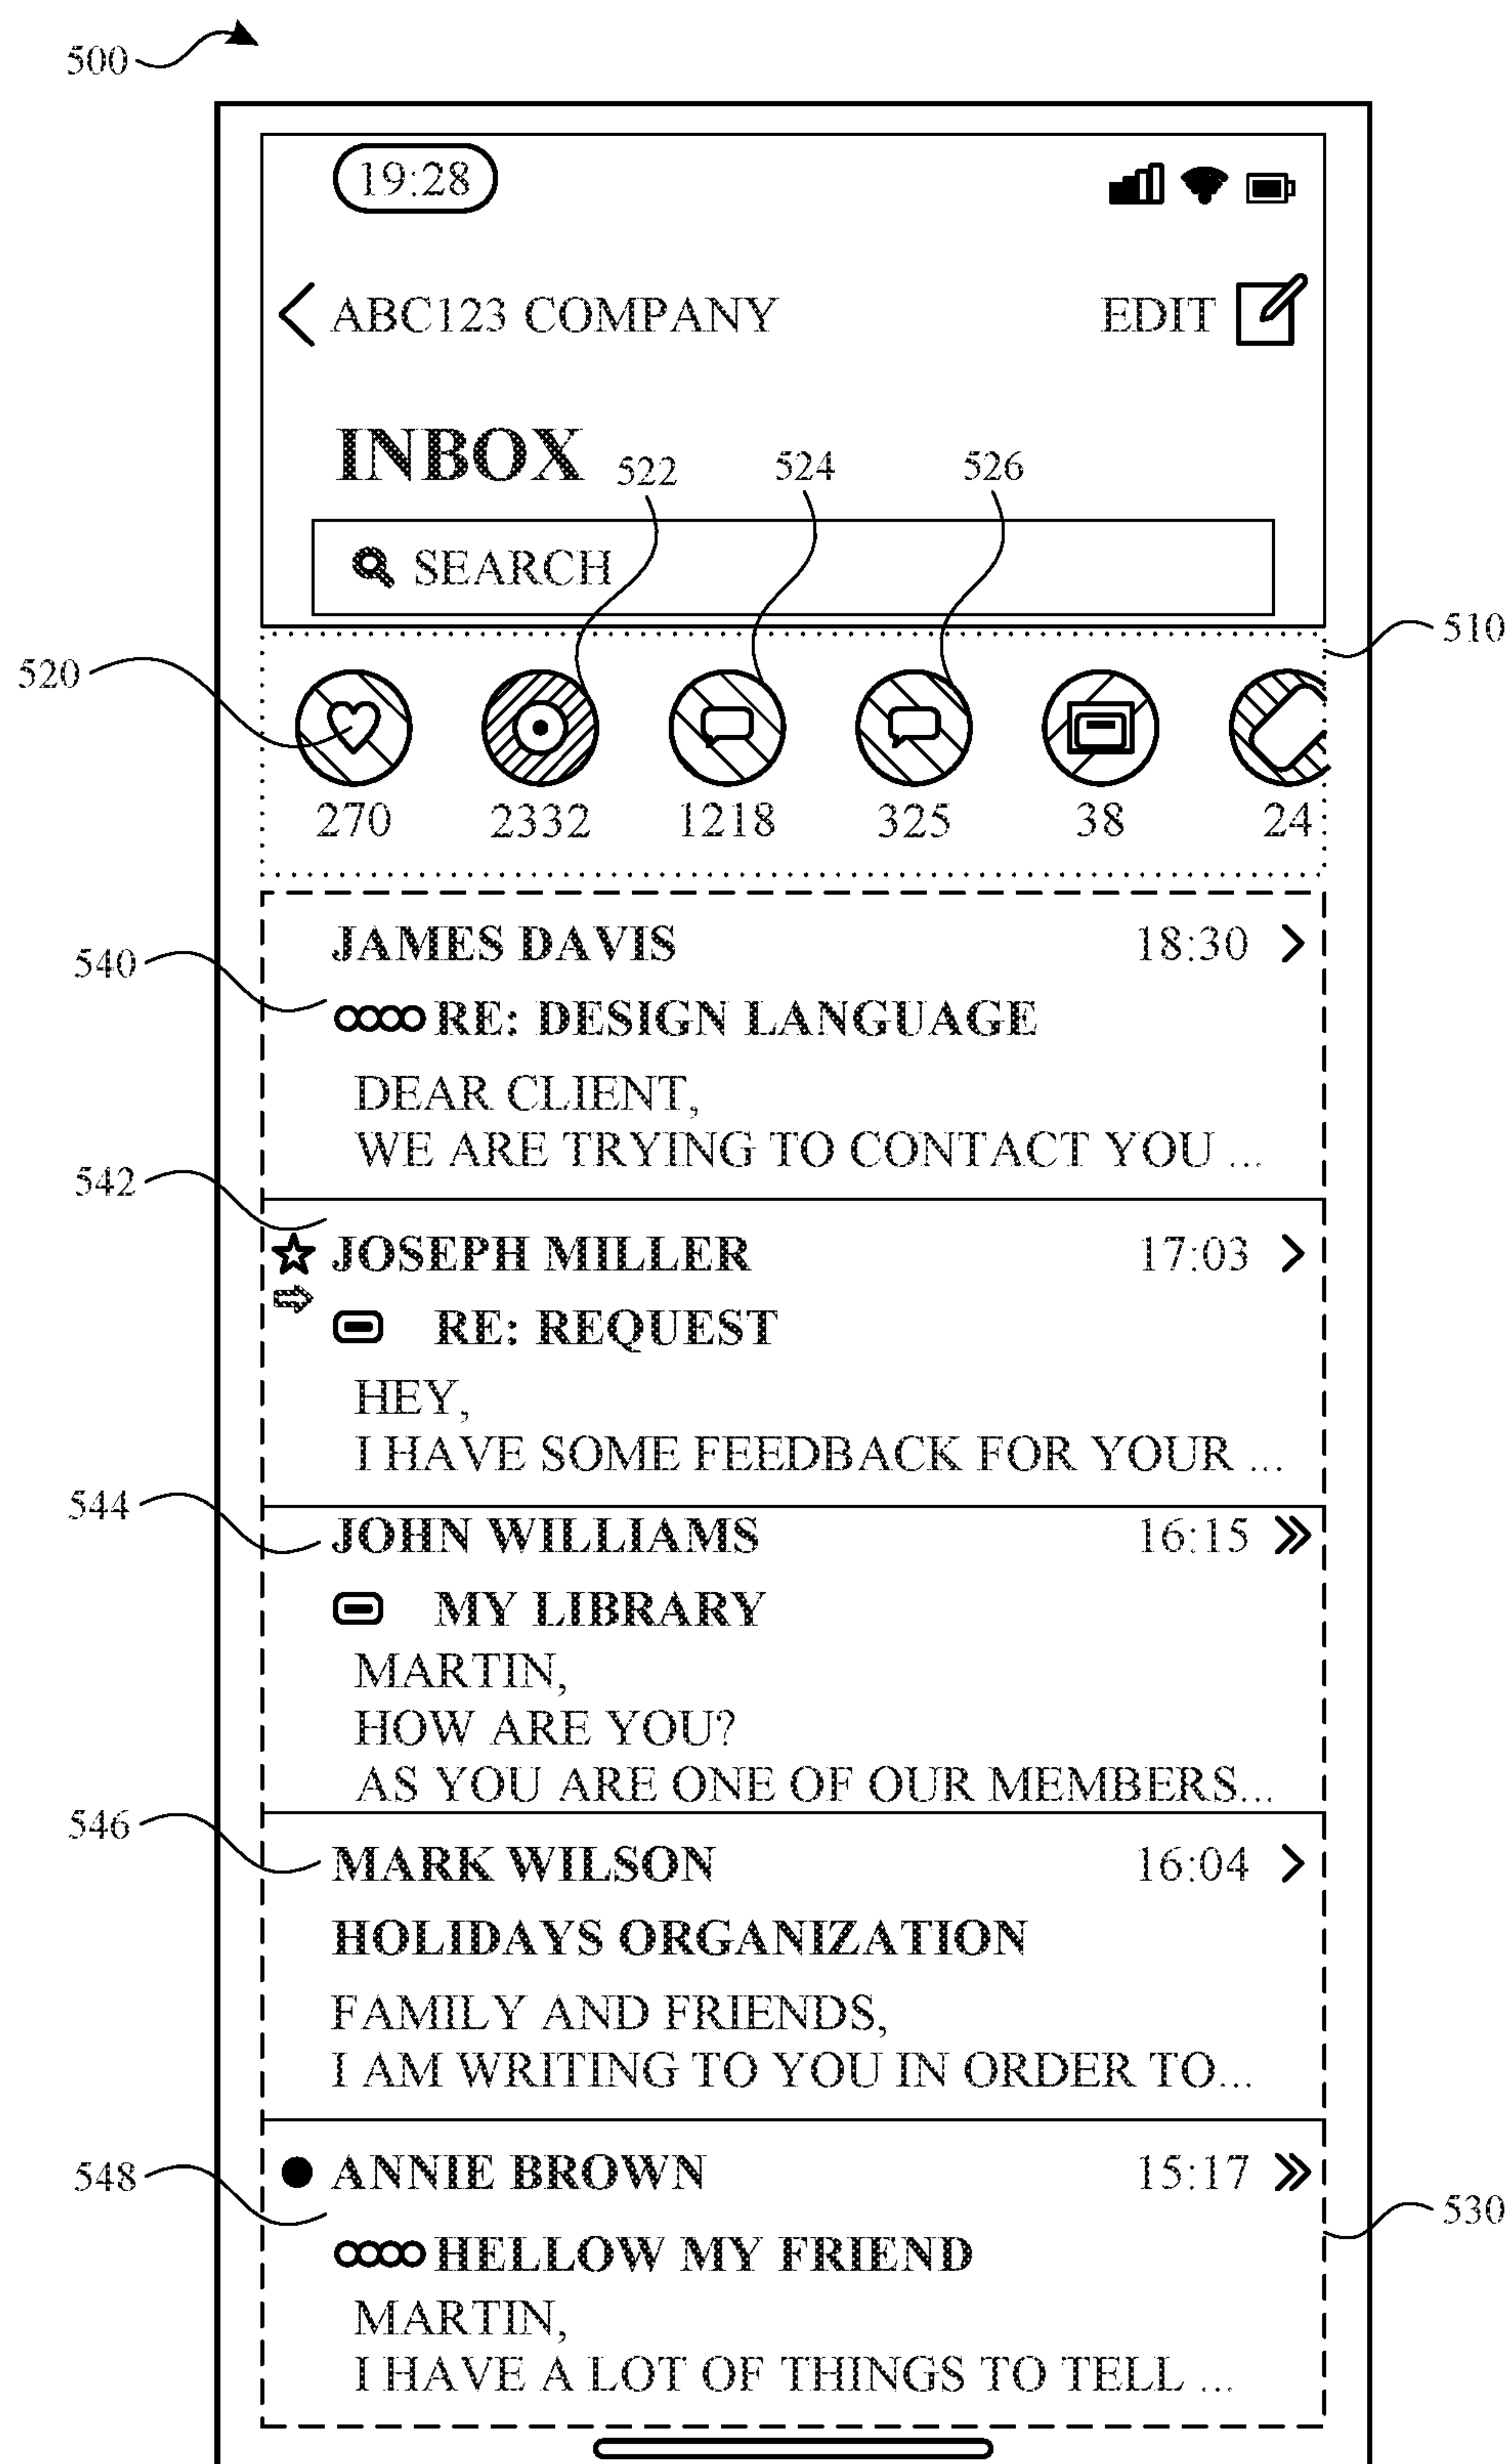 500
19:28
ABC123 COMPANY EDIT
INBOX
522 524 526
SEARCH
510
520
270 2332 1218 325 38 24
JAMES DAVIS 18:30
540
RE: DESIGN LANGUAGE
DEAR CLIENT,
WE ARE TRYING TO CONTACT YOU ...
542
JOSEPH MILLER 17:03
RE: REQUEST
HEY,
I HAVE SOME FEEDBACK FOR YOUR ...
544
JOHN WILLIAMS 16:15
MY LIBRARY
MARTIN,
HOW ARE YOU?
AS YOU ARE ONE OF OUR MEMBERS...
546
MARK WILSON 16:04
HOLIDAYS ORGANIZATION
FAMILY AND FRIENDS,
I AM WRITING TO YOU IN ORDER TO...
548
ANNIE BROWN 15:17
530
HELLOW MY FRIEND
MARTIN,
I HAVE A LOT OF THINGS TO TELL ...